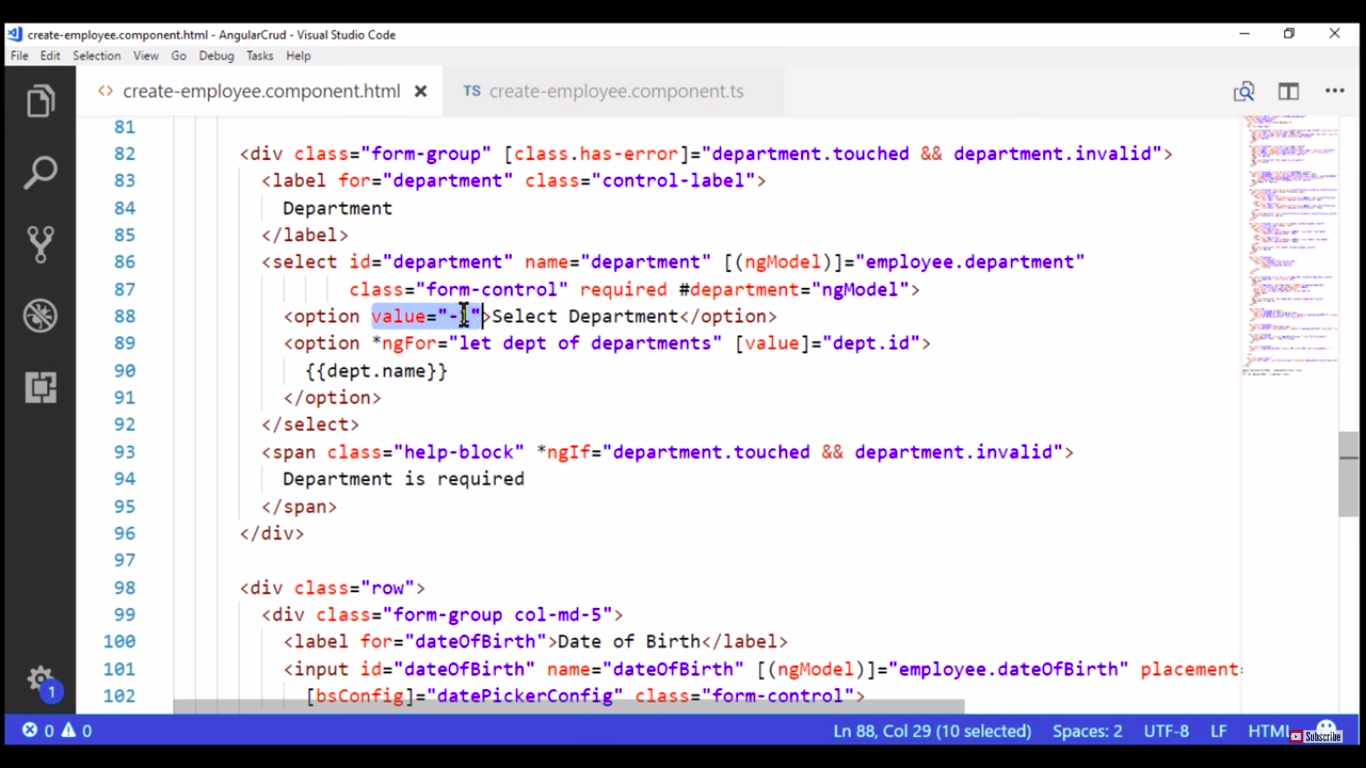 create-employee.component.html - AngularCrud - Visual Studio Code
File Edit Selection View Go Debug Tasks Help
<> create-employee.component.html × TS create-employee.component.ts
81
82 <div class="form-group" [class.has-error]="department.touched && department.invalid">
83 <label for="department" class="control-label">
84 Department
85 </label>
86 <select id="department" name="department" [(ngModel)]="employee.department"
87 class="form-control" required #department="ngModel">
88 <option value="-1">Select Department</option>
89 <option *ngFor="let dept of departments" [value]="dept.id">
90 {{dept.name}}
91 </option>
92 </select>
93 <span class="help-block" *ngIf="department.touched && department.invalid">
94 Department is required
95 </span>
96 </div>
97
98 <div class="row">
99 <div class="form-group col-md-5">
100 <label for="dateOfBirth">Date of Birth</label>
101 <input id="dateOfBirth" name="dateOfBirth" [(ngModel)]="employee.dateOfBirth" placement=
102 [bsConfig]="datePickerConfig" class="form-control">
1
0 0 Ln 88, Col 29 (10 selected) Spaces: 2 UTF-8 LF HTML Subscribe